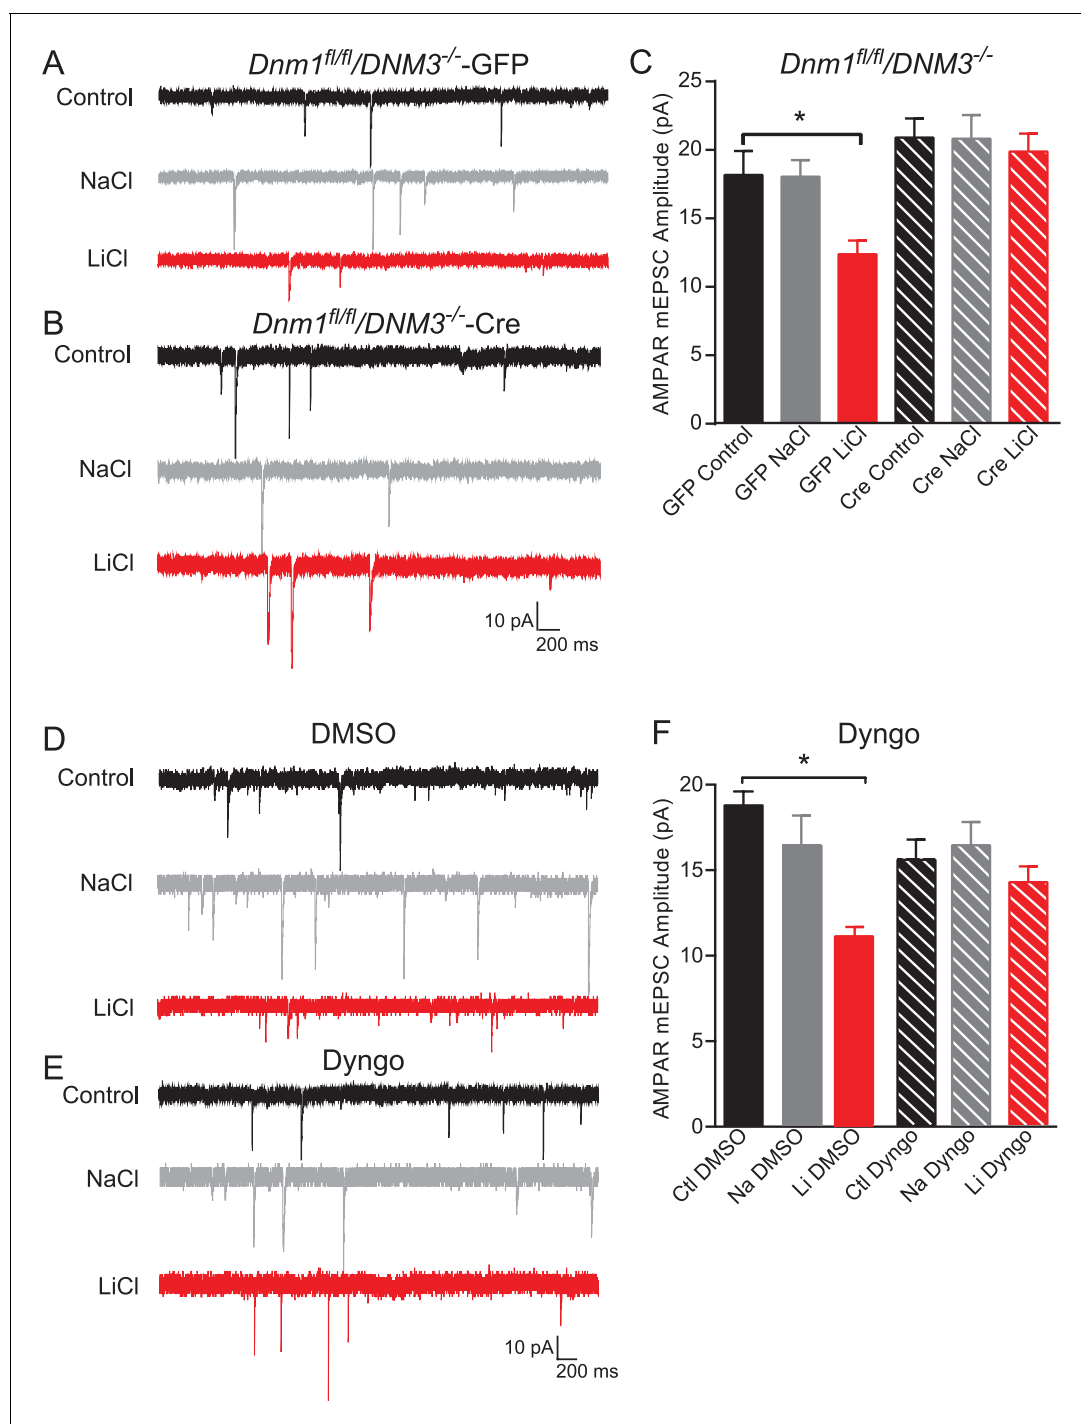 A
Dnm1fl/fl/DNM3-/--GFP
Control
NaCl
LiCl
B
Dnm1fl/fl/DNM3-/--Cre
Control
NaCl
LiCl
10 pA
200 ms
C
Dnm1fl/fl/DNM3-/-
AMPAR mEPSC Amplitude (pA)
25
20
15
10
5
0
*
GFP Control
GFP NaCl
GFP LiCl
Cre Control
Cre NaCl
Cre LiCl
D
DMSO
Control
NaCl
LiCl
E
Dyngo
Control
NaCl
LiCl
10 pA
200 ms
F
Dyngo
AMPAR mEPSC Amplitude (pA)
20
15
10
5
0
*
Ctl DMSO
Na DMSO
Li DMSO
Ctl Dyngo
Na Dyngo
Li Dyngo